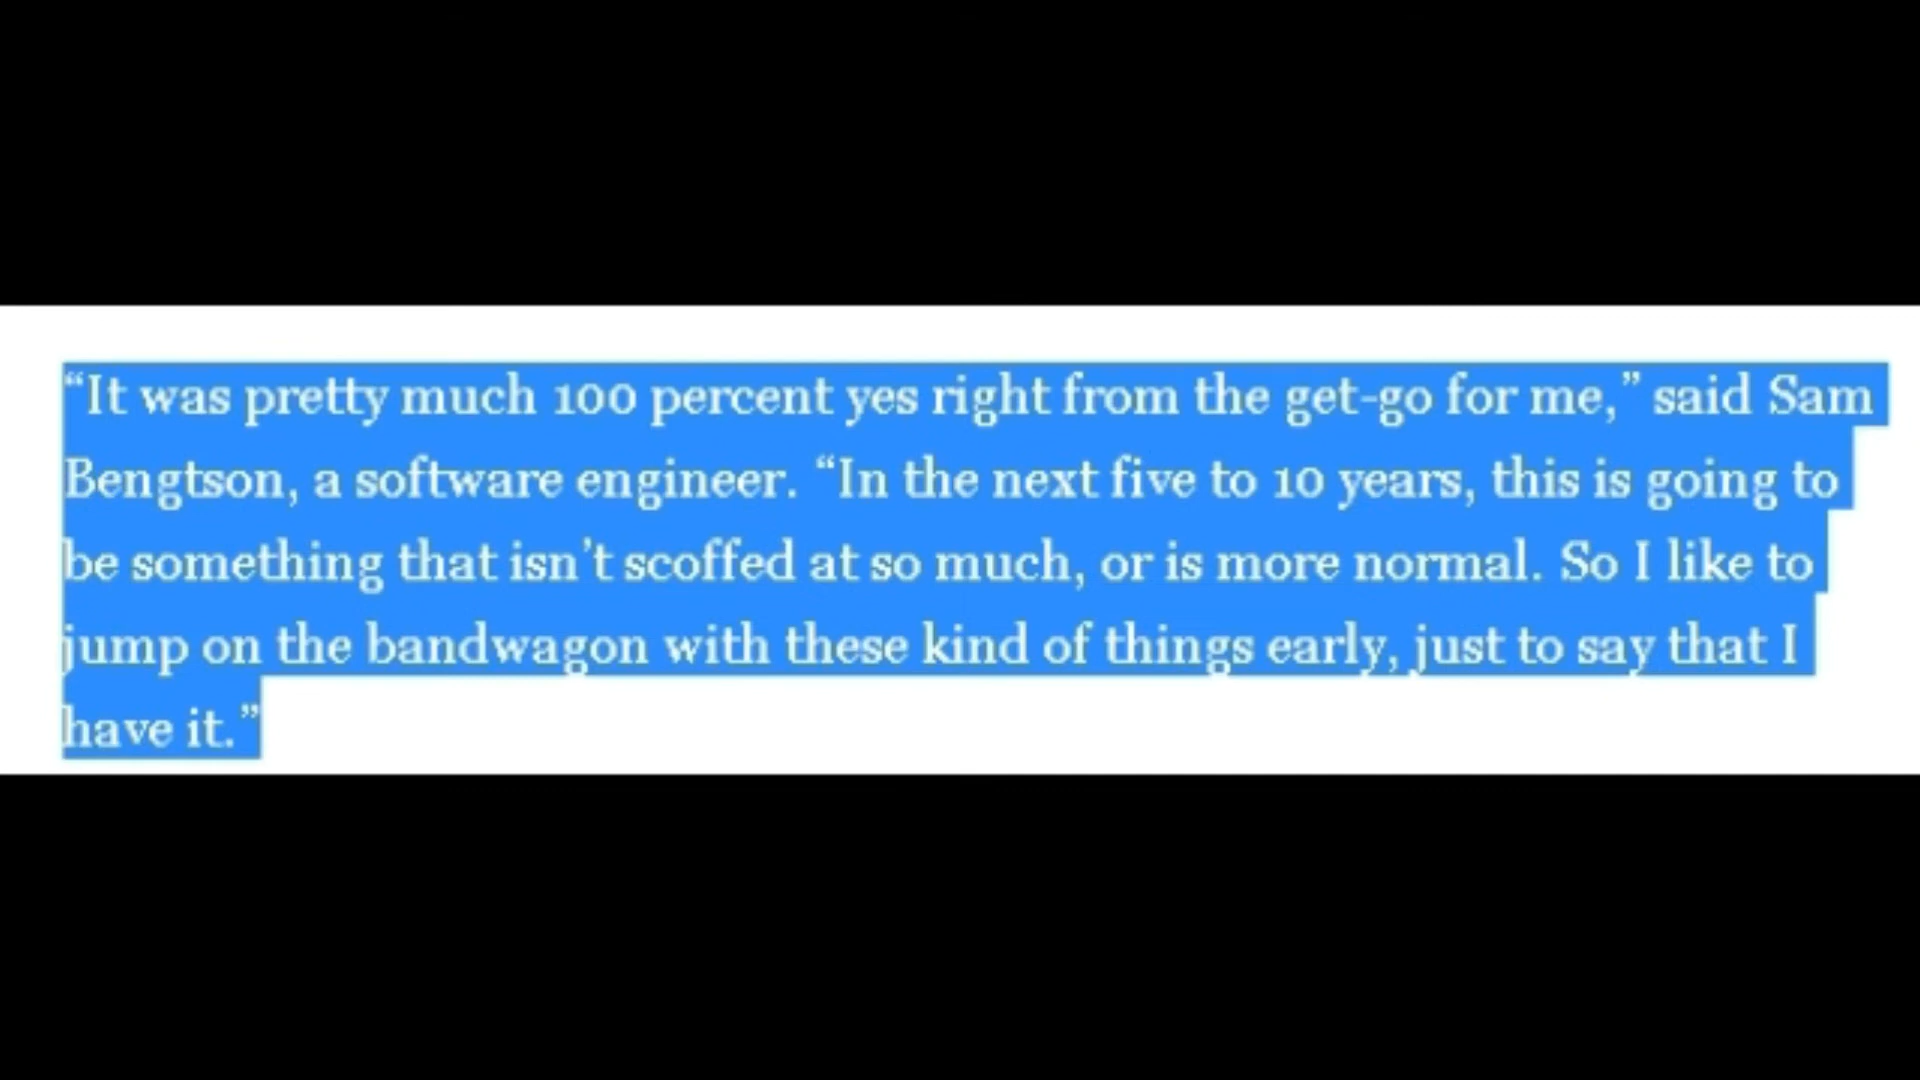 “It was pretty much 100 percent yes right from the get-go for me,” said Sam
Bengtson, a software engineer. “In the next five to 10 years, this is going to
be something that isn’t scoffed at so much, or is more normal. So I like to
jump on the bandwagon with these kind of things early, just to say that I
have it.”